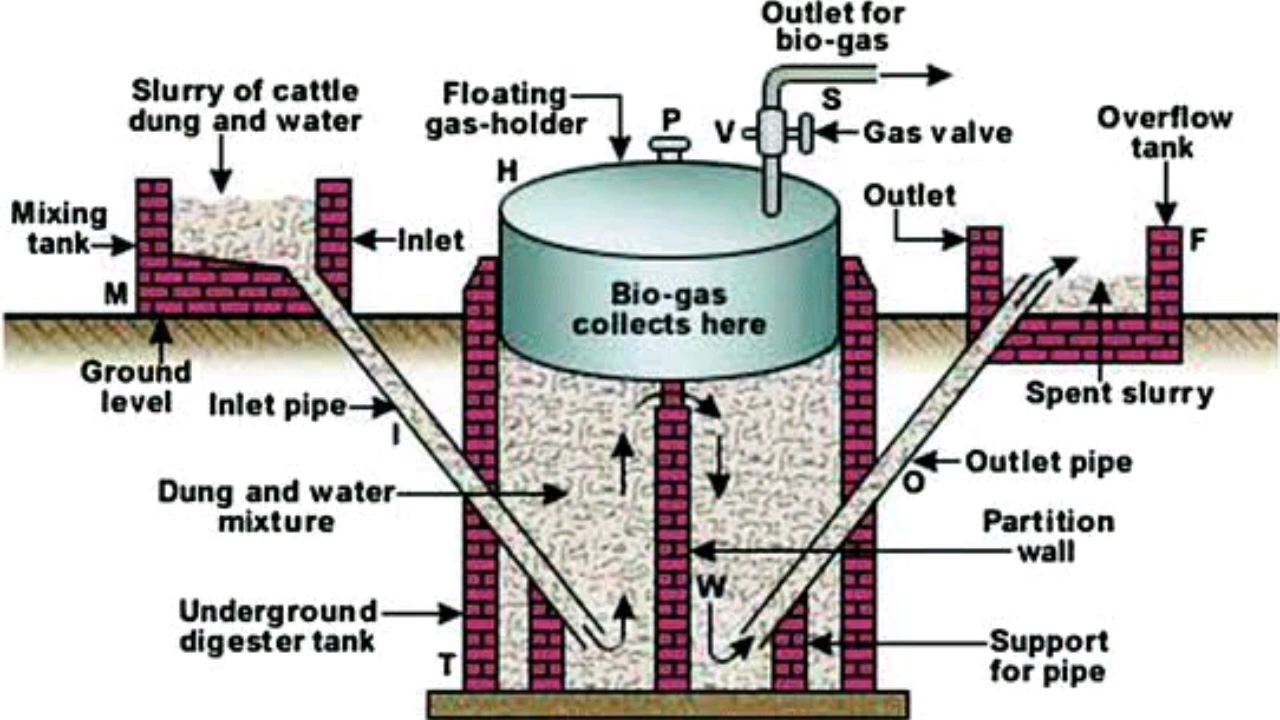 Outlet for
bio-gas
Slurry of cattle
dung and water
Floating
gas-holder
P
V
S
Gas valve
Overflow
tank
H
Outlet
Mixing
tank
Inlet
F
M
Bio-gas
collects here
Ground
level
Inlet pipe
I
Spent slurry
Outlet pipe
O
Dung and water
mixture
Partition
wall
W
Underground
digester tank
T
Support
for pipe